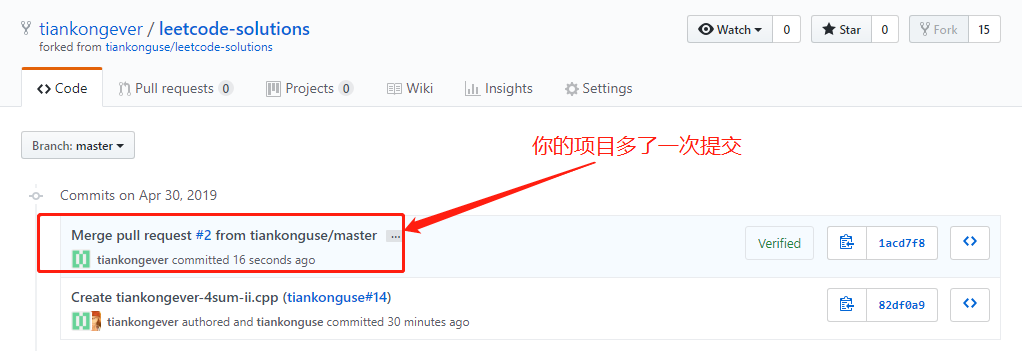 tiankongever / leetcode-solutions
forked from tiankonguse/leetcode-solutions
Watch 0 Star 0 Fork 15
Code Pull requests 0 Projects 0 Wiki Insights Settings
Branch: master
你的项目多了一次提交
Commits on Apr 30, 2019
Merge pull request #2 from tiankonguse/master ...
tiankongever committed 16 seconds ago
Verified 1acd7f8
Create tiankongever-4sum-ii.cpp (tiankonguse#14)
tiankongever authored and tiankonguse committed 30 minutes ago
82df0a9